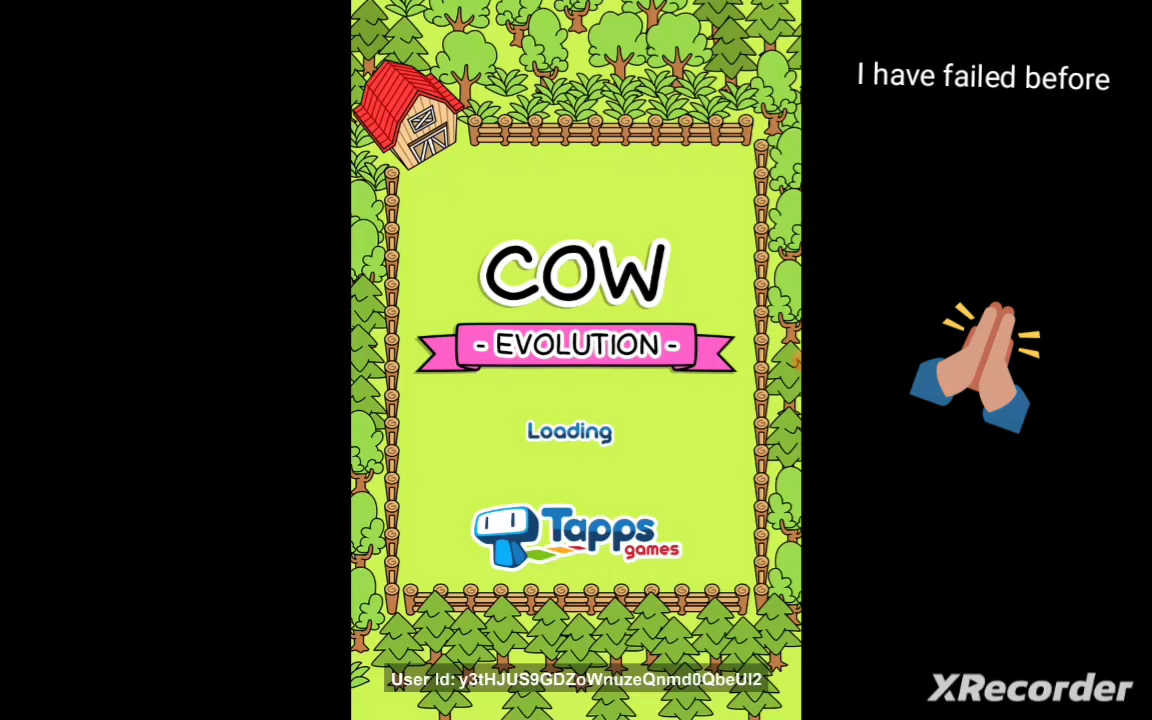 I have failed before
COW
- EVOLUTION -
Loading
Tapps
games
User Id: y3tHJUS9GDZoWnuzeQnmd0QbeUI2
XRecorder